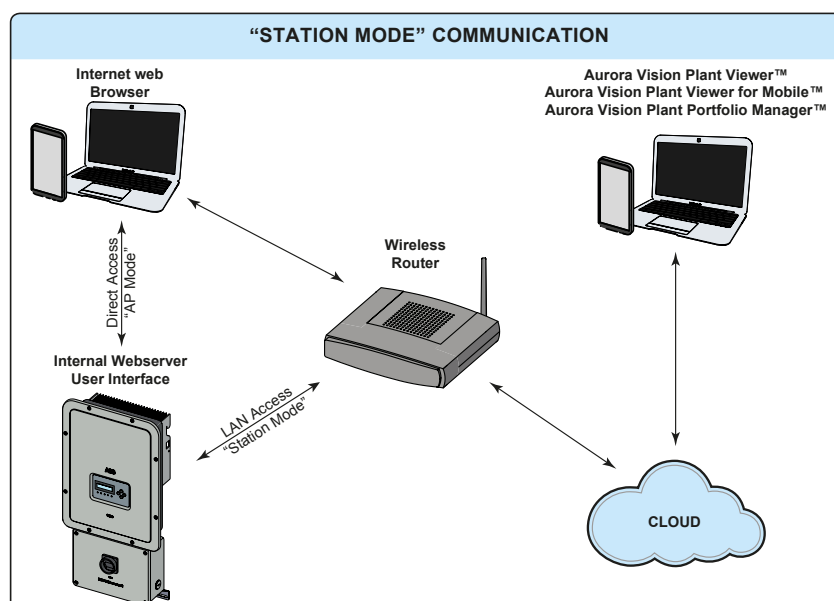 “STATION MODE” COMMUNICATION
Internet web
Browser
Aurora Vision Plant Viewer™
Aurora Vision Plant Viewer for Mobile™
Aurora Vision Plant Portfolio Manager™
Wireless
Router
Direct Access
“AP Mode”
Internal Webserver
User Interface
LAN Access
“Station Mode”
ABB
CLOUD